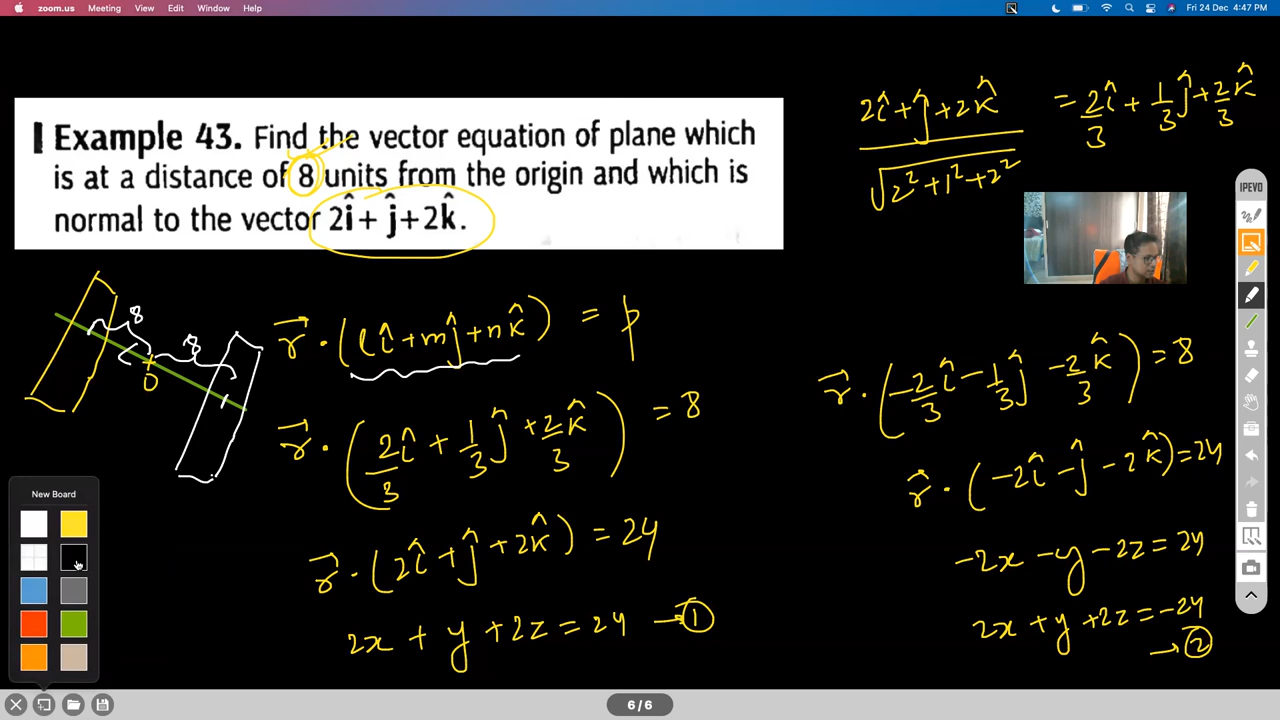 zoom.us Meeting View Edit Window Help Fri 24 Dec 4:47 PM
Example 43. Find the vector equation of plane which
is at a distance of 8 units from the origin and which is
normal to the vector 2î + ĵ + 2k̂.
2î + ĵ + 2k̂ / √2² + 1² + 2² = 2/3 î + 1/3 ĵ + 2/3 k̂
IPEVO
8
8
O
r⃗ · (lî + mĵ + nk̂) = p
r⃗ · (2/3 î + 1/3 ĵ + 2/3 k̂) = 8
r⃗ · (2î + ĵ + 2k̂) = 24
2x + y + 2z = 24 → ①
r⃗ · (-2/3 î - 1/3 ĵ - 2/3 k̂) = 8
r⃗ · (-2î - ĵ - 2k̂) = 24
-2x - y - 2z = 24
2x + y + 2z = -24
→ ②
New Board
6/6